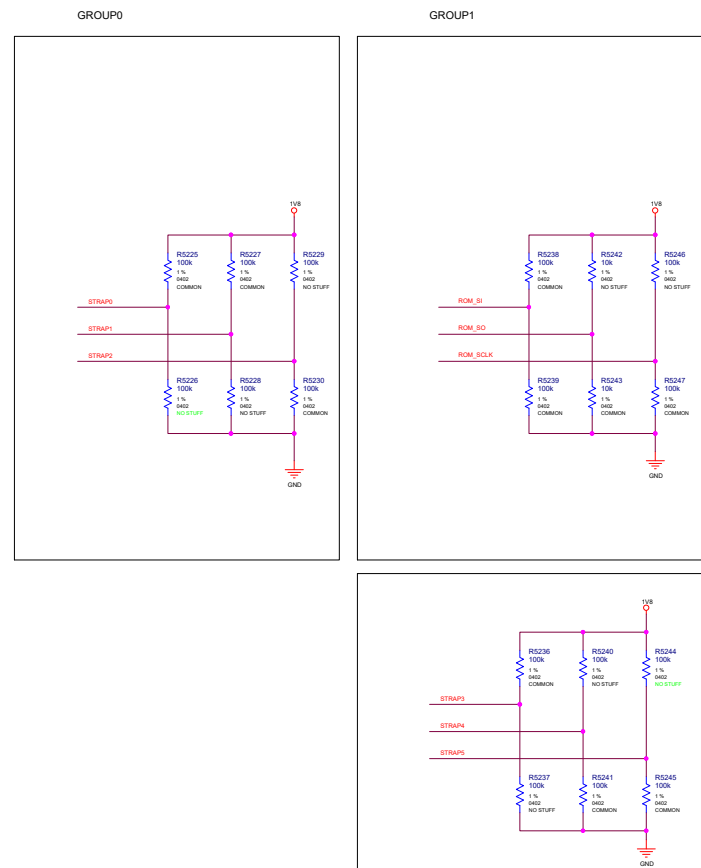 GROUP0
GROUP1
1V8
R5225
100k
1 %
0402
COMMON
R5227
100k
1 %
0402
COMMON
R5229
100k
1 %
0402
NO STUFF
STRAP0
STRAP1
STRAP2
R5226
100k
1 %
0402
NO STUFF
R5228
100k
1 %
0402
NO STUFF
R5230
100k
1 %
0402
COMMON
GND
1V8
R5238
100k
1 %
0402
COMMON
R5242
10k
1 %
0402
NO STUFF
R5246
100k
1 %
0402
NO STUFF
ROM_SI
ROM_SO
ROM_SCLK
R5239
100k
1 %
0402
COMMON
R5243
10k
1 %
0402
COMMON
R5247
100k
1 %
0402
COMMON
GND
1V8
R5236
100k
1 %
0402
COMMON
R5240
100k
1 %
0402
NO STUFF
R5244
100k
1 %
0402
NO STUFF
STRAP3
STRAP4
STRAP5
R5237
100k
1 %
0402
NO STUFF
R5241
100k
1 %
0402
COMMON
R5245
100k
1 %
0402
COMMON
GND